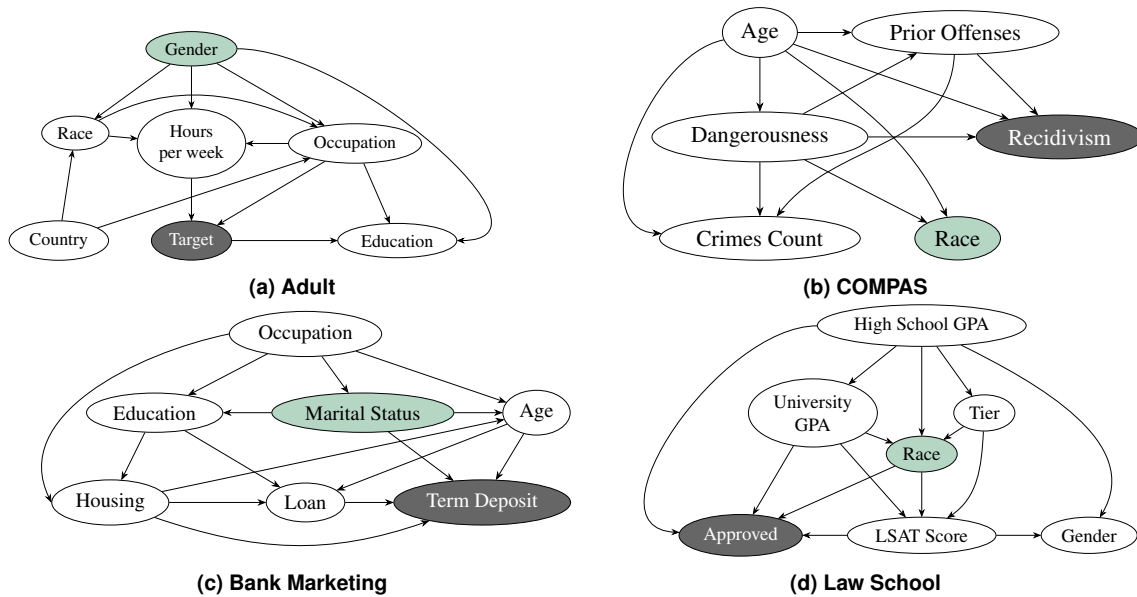 Gender
Race
Hours
per week
Occupation
Country
Target
Education
(a) Adult
Age
Prior Offenses
Dangerousness
Recidivism
Crimes Count
Race
(b) COMPAS
Occupation
Education
Marital Status
Age
Housing
Loan
Term Deposit
(c) Bank Marketing
High School GPA
University
GPA
Tier
Race
Approved
LSAT Score
Gender
(d) Law School